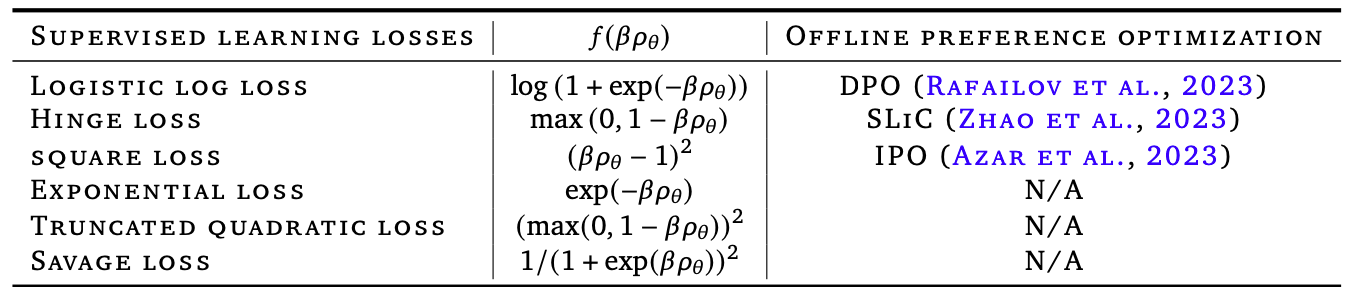 SUPERVISED LEARNING LOSSES f(βρθ) OFFLINE PREFERENCE OPTIMIZATION
LOGISTIC LOG LOSS log (1 + exp(−βρθ)) DPO (RAFAILOV ET AL., 2023)
HINGE LOSS max (0, 1 − βρθ) SLIC (ZHAO ET AL., 2023)
SQUARE LOSS (βρθ − 1)² IPO (AZAR ET AL., 2023)
EXPONENTIAL LOSS exp(−βρθ) N/A
TRUNCATED QUADRATIC LOSS (max(0, 1 − βρθ))² N/A
SAVAGE LOSS 1/(1 + exp(βρθ))² N/A